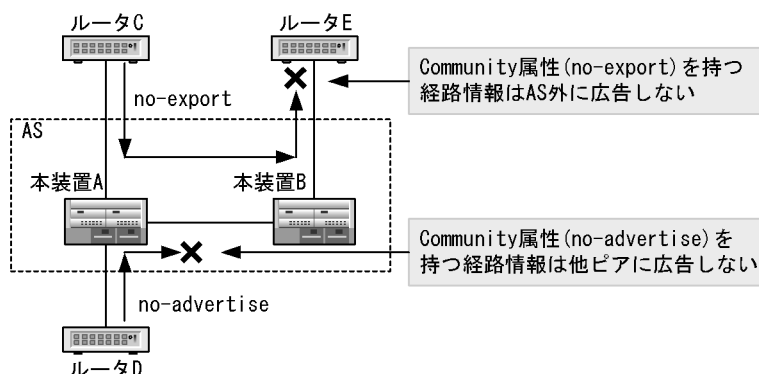 ルータC
ルータE
Community属性(no-export)を持つ
経路情報はAS外に広告しない
no-export
AS
本装置A
本装置B
Community属性(no-advertise)を
持つ経路情報は他ピアに広告しない
no-advertise
ルータD